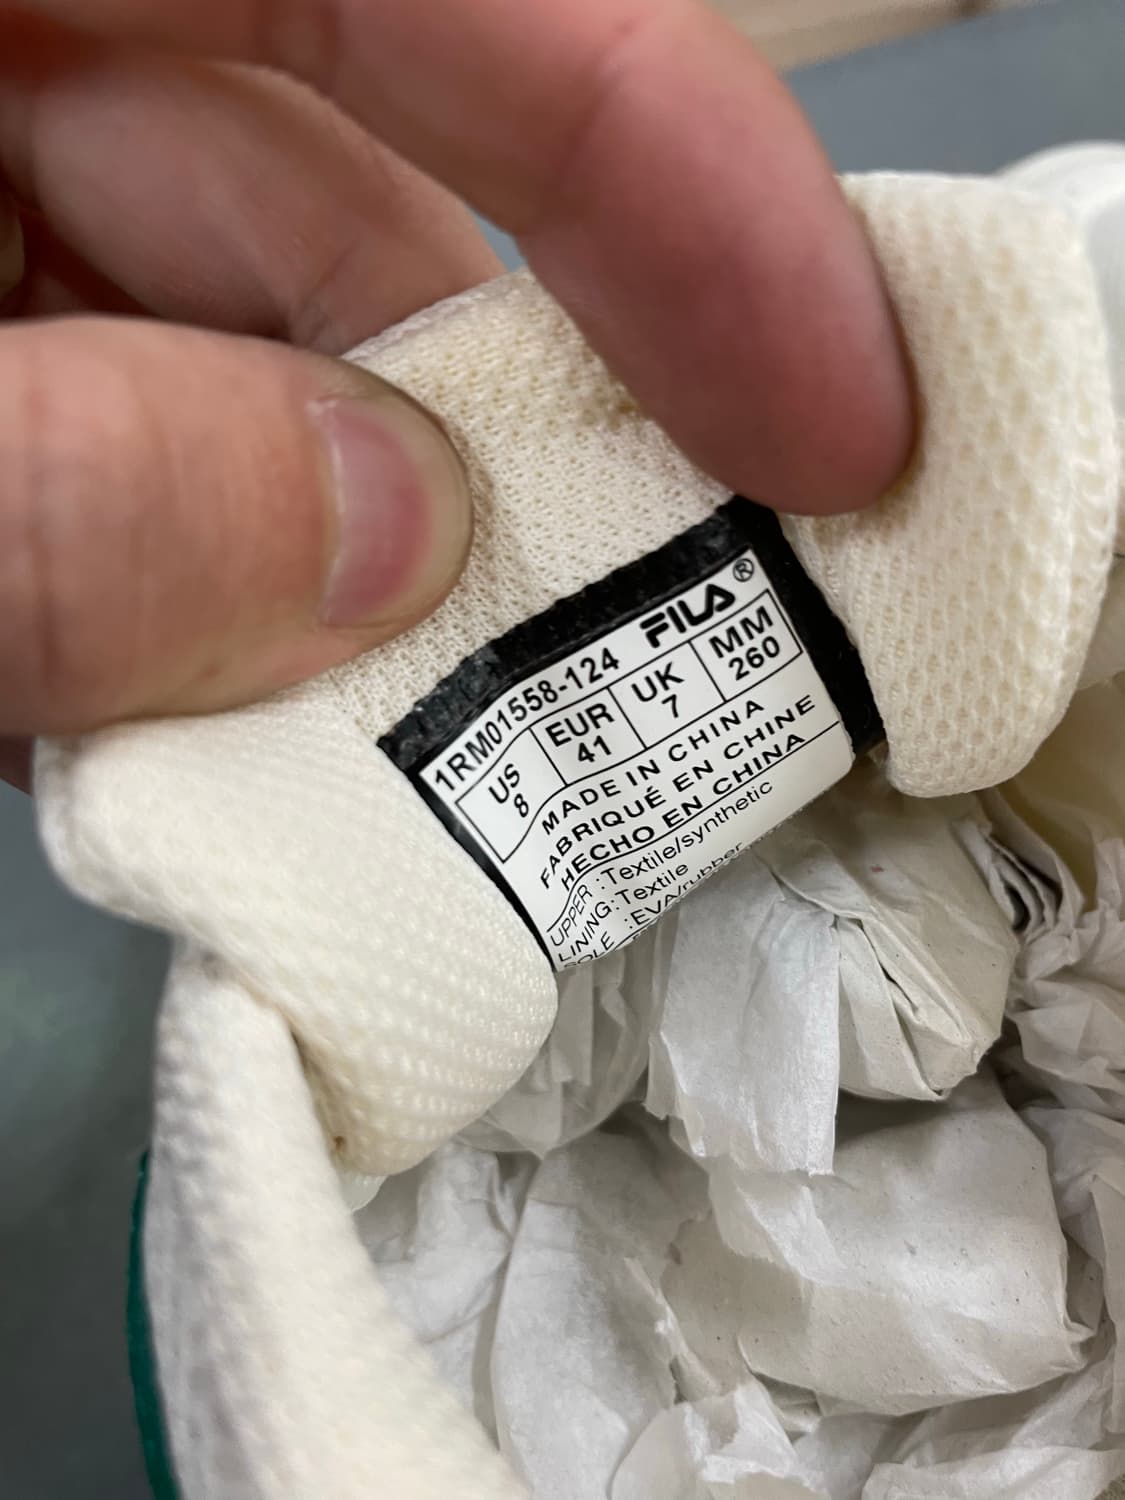 FILA®
1RM01558-124
US EUR UK MM
8 41 7 260
MADE IN CHINA
FABRIQUÉ EN CHINE
HECHO EN CHINA
UPPER :Textile/synthetic
LINING:Textile
SOLE :EVA/rubber